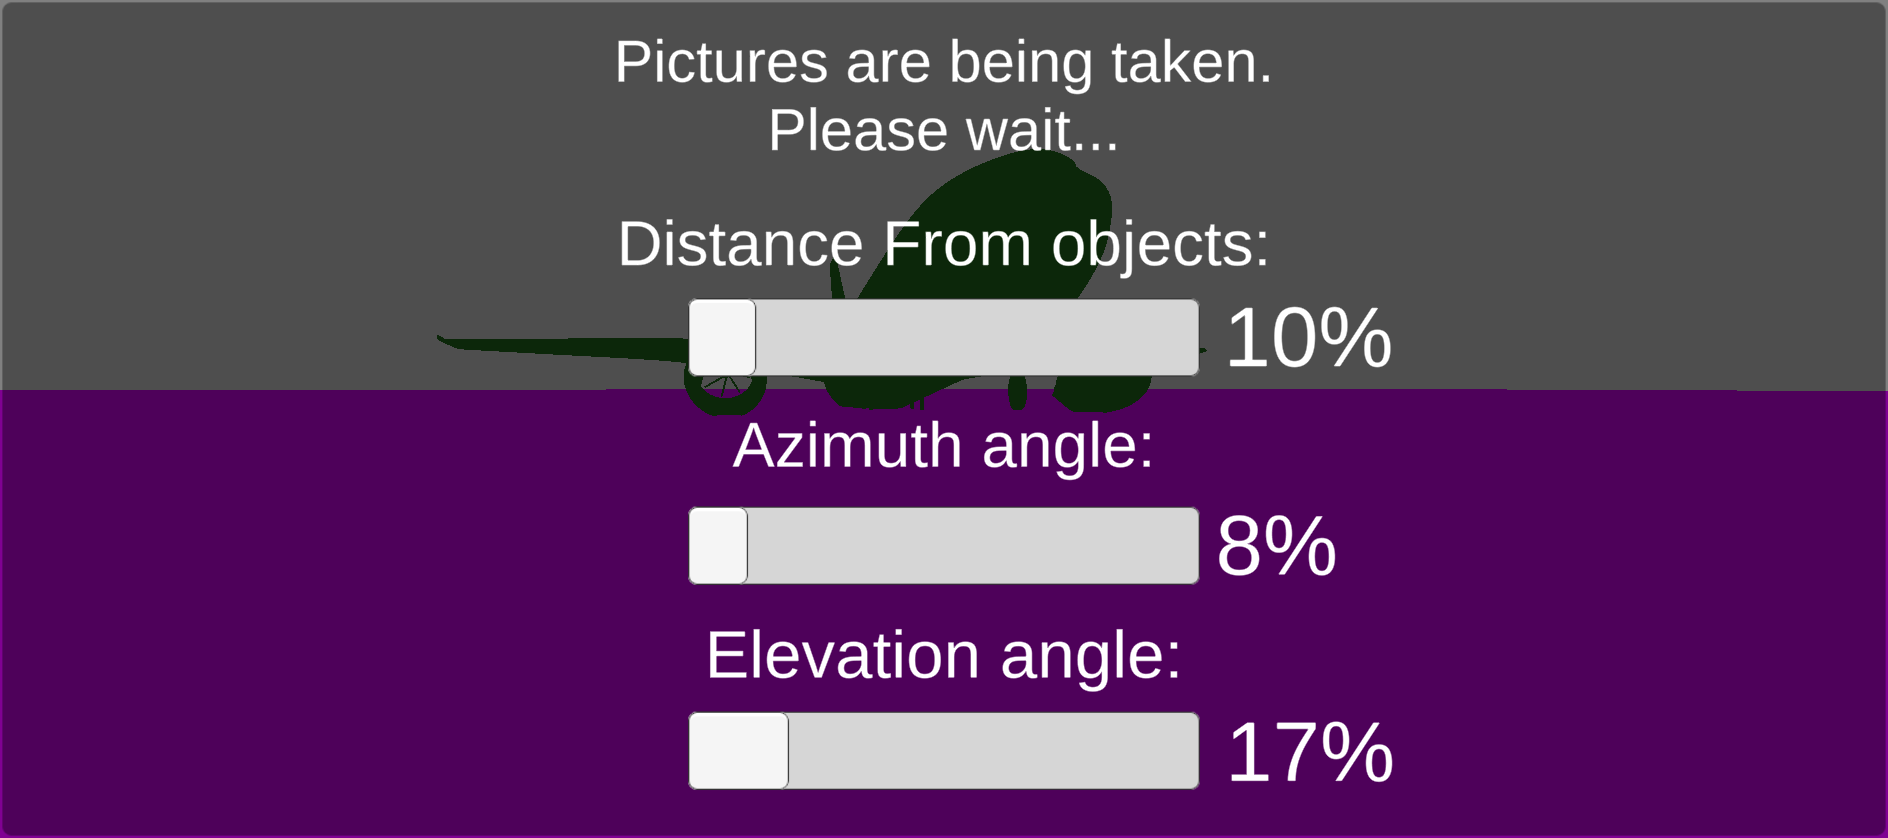 Pictures are being taken.
Please wait...
Distance From objects:
10%
Azimuth angle:
8%
Elevation angle:
17%